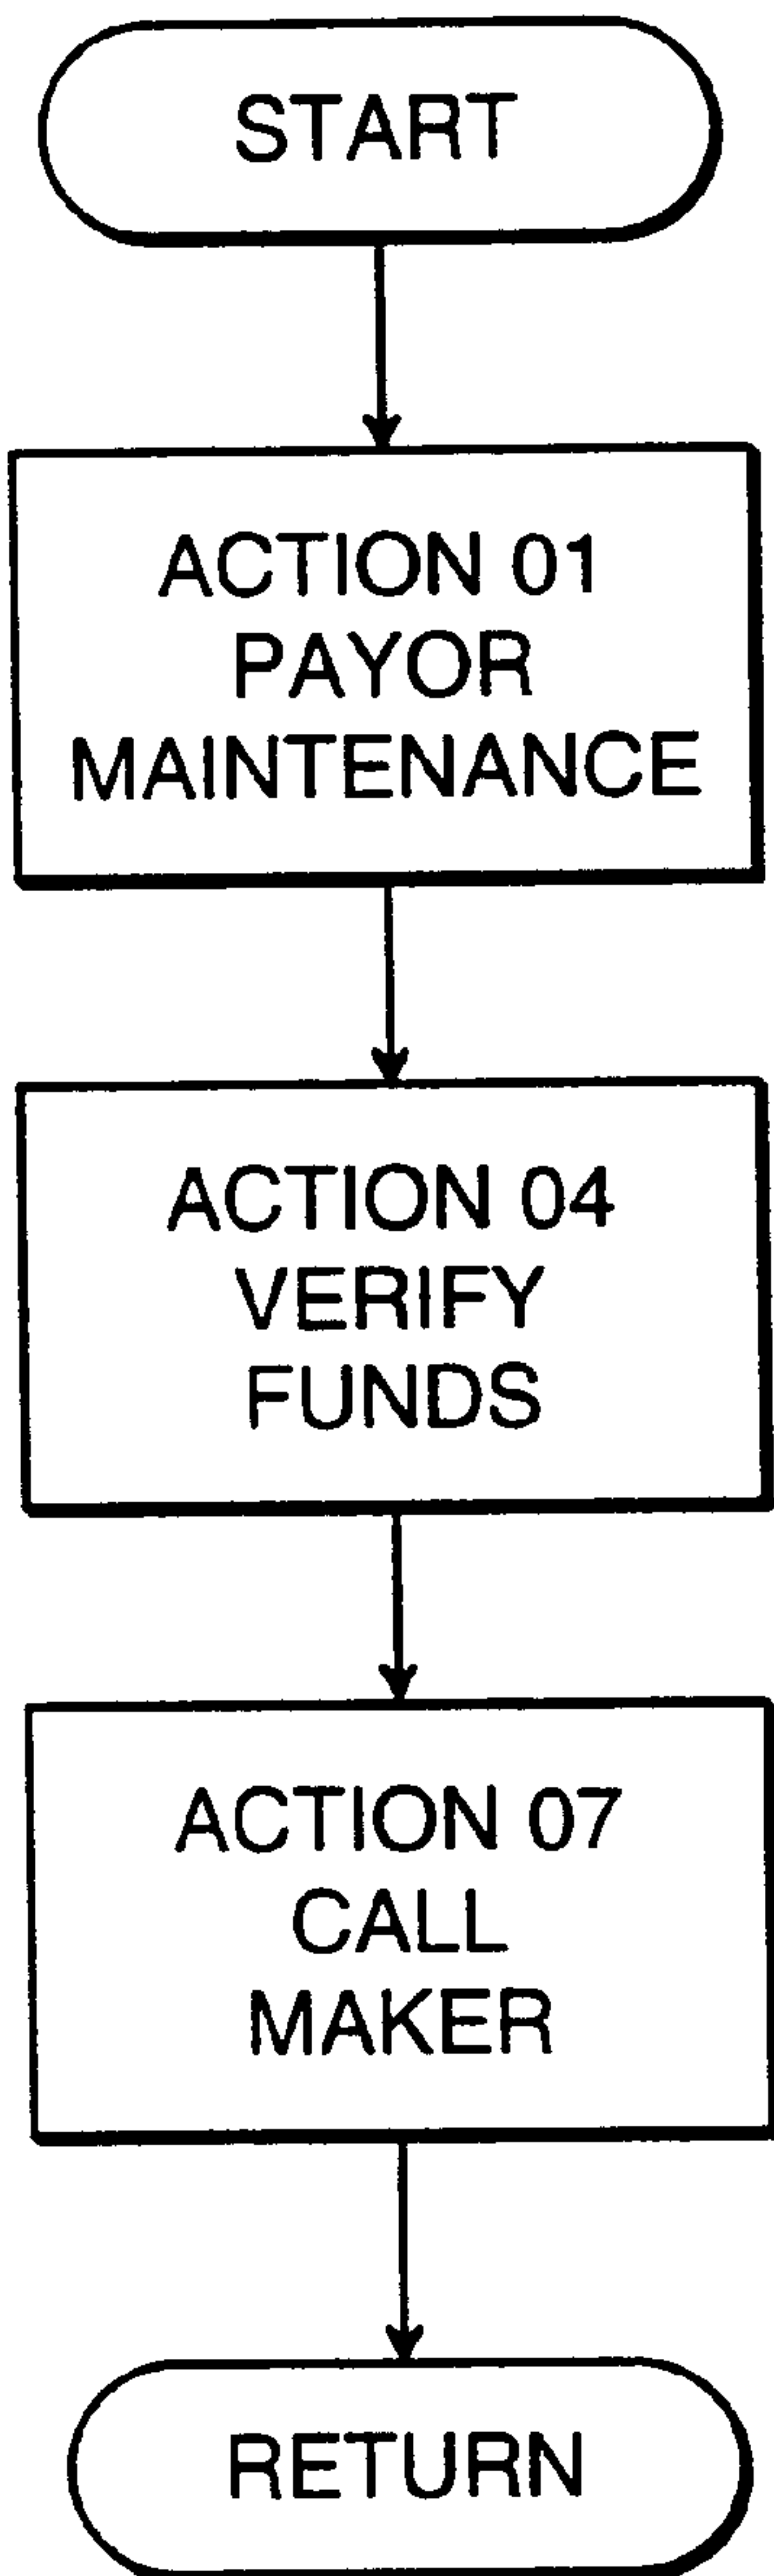 START
ACTION 01
PAYOR
MAINTENANCE
ACTION 04
VERIFY
FUNDS
ACTION 07
CALL
MAKER
RETURN